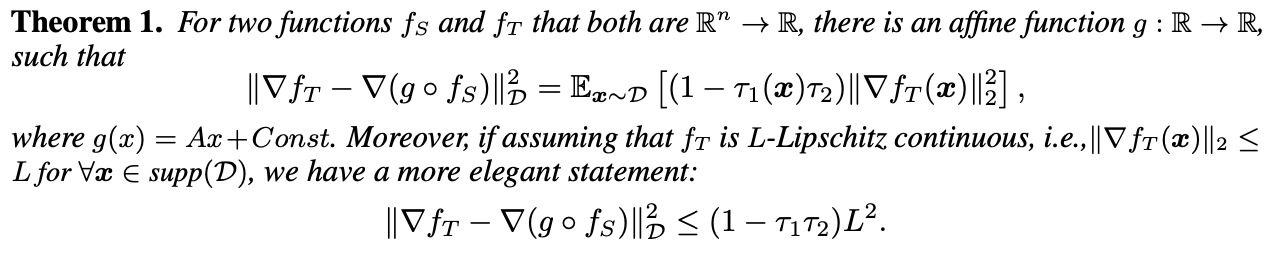 Theorem 1. For two functions f_S and f_T that both are ℝⁿ → ℝ, there is an affine function g : ℝ → ℝ,
such that
‖∇f_T − ∇(g ∘ f_S)‖²_𝒟 = 𝔼_{𝒙∼𝒟} [(1 − τ₁(𝒙)τ₂)‖∇f_T(𝒙)‖²₂] ,
where g(x) = Ax+Const. Moreover, if assuming that f_T is L-Lipschitz continuous, i.e.,‖∇f_T(𝒙)‖₂ ≤
L for ∀𝒙 ∈ supp(𝒟), we have a more elegant statement:
‖∇f_T − ∇(g ∘ f_S)‖²_𝒟 ≤ (1 − τ₁τ₂)L².